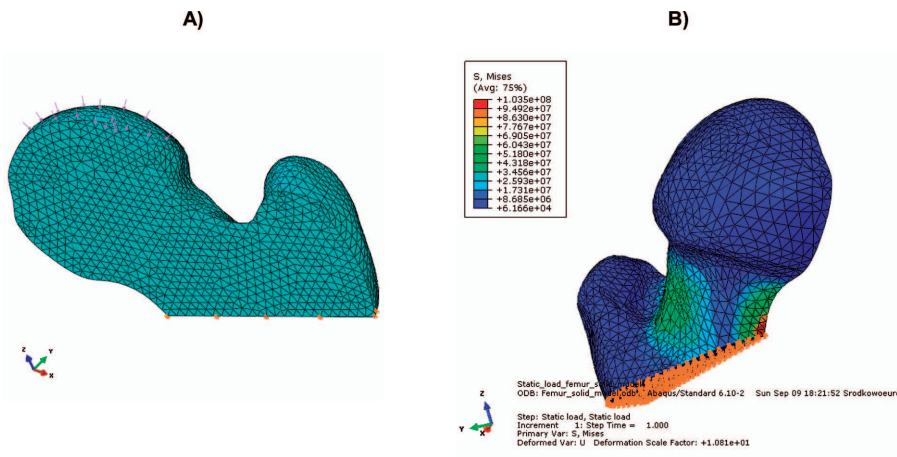 A)
B)
S, Mises
(Avg: 75%)
+1.035e+08
+9.492e+07
+8.630e+07
+7.767e+07
+6.905e+07
+6.043e+07
+5.180e+07
+4.318e+07
+3.456e+07
+2.593e+07
+1.731e+07
+8.685e+06
+6.166e+04
Z
Y
X
Z
Y
X
Static_load_femur_solid_model
ODB: Femur_solid_model.odb Abaqus/Standard 6.10-2 Sun Sep 09 18:21:52 Srodkowoeur
Step: Static load, Static load
Increment 1: Step Time = 1.000
Primary Var: S, Mises
Deformed Var: U Deformation Scale Factor: +1.081e+01